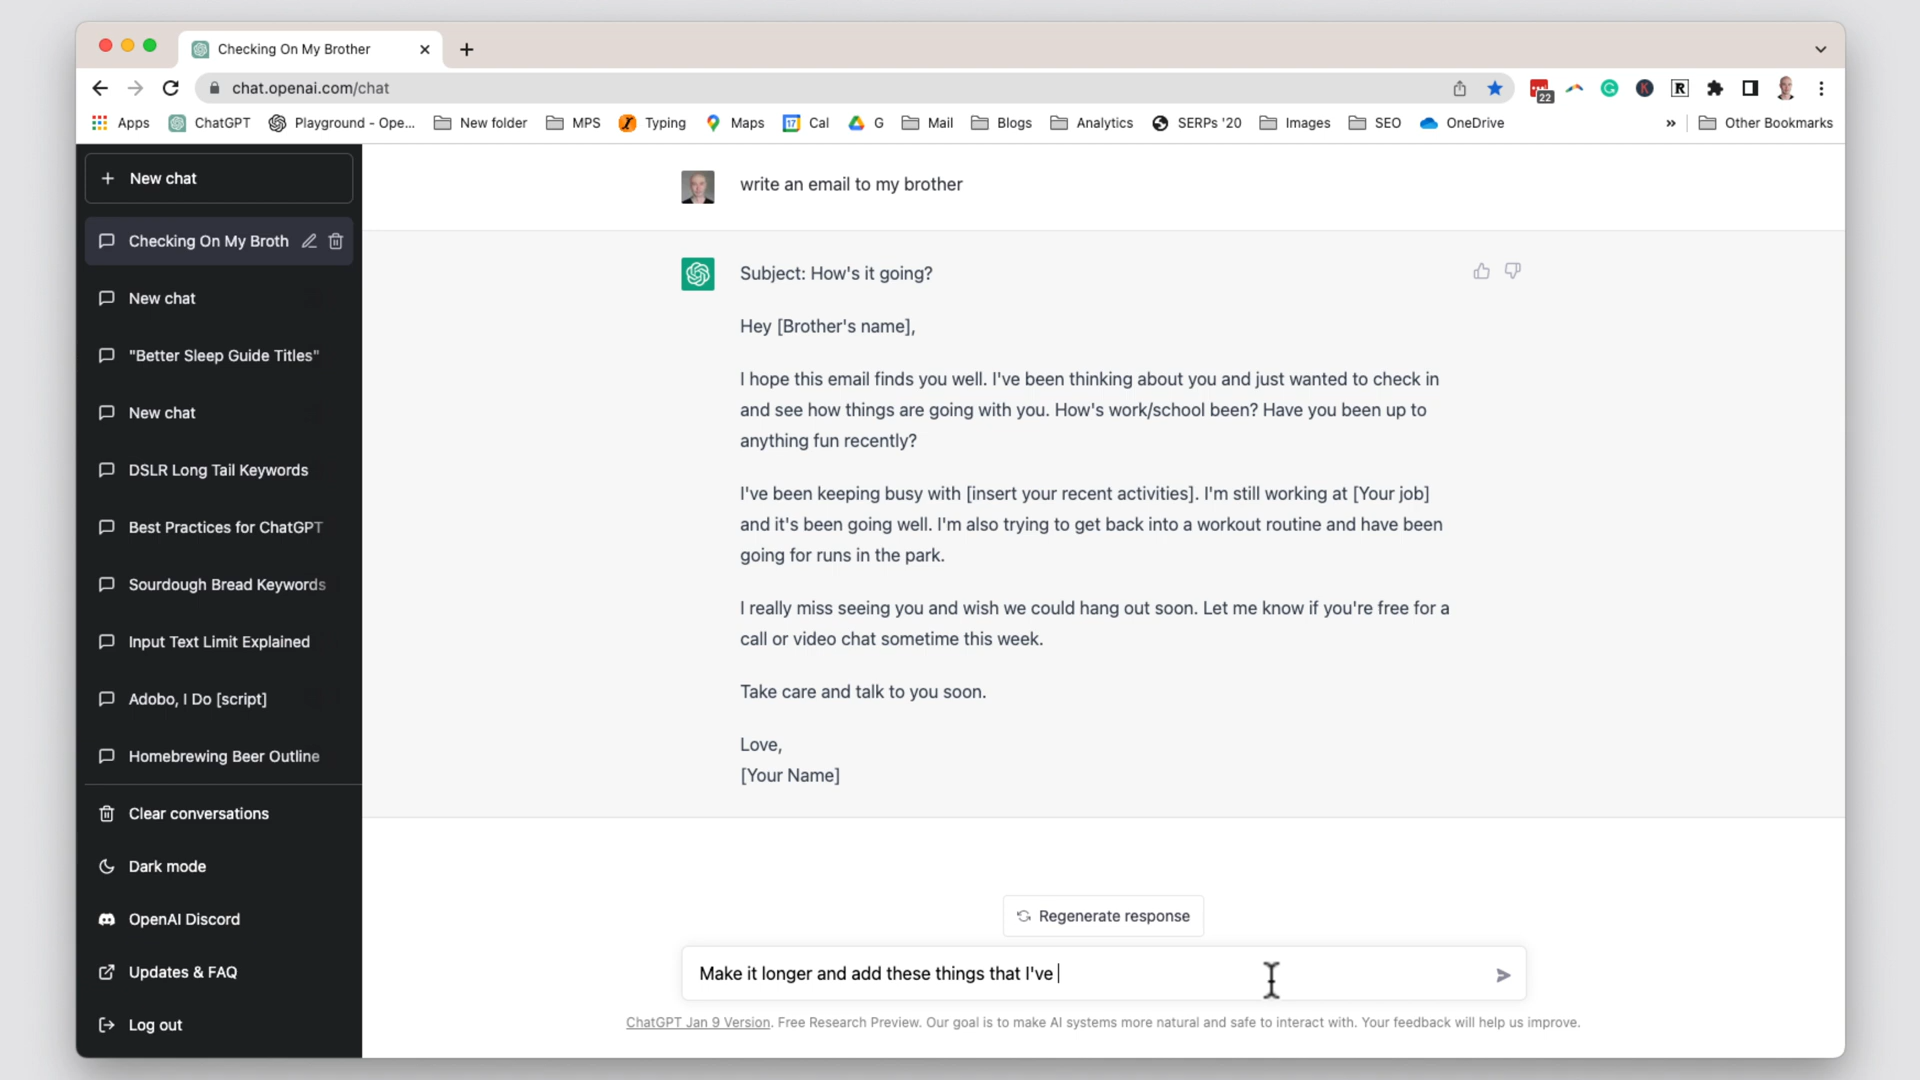 Checking On My Brother
chat.openai.com/chat
22
R
K
Apps
ChatGPT
Playground - Ope...
New folder
MPS
Typing
Maps
17
Cal
G
Mail
Blogs
Analytics
SERPs '20
Images
SEO
OneDrive
»
Other Bookmarks
New chat
Checking On My Broth
New chat
"Better Sleep Guide Titles"
New chat
DSLR Long Tail Keywords
Best Practices for ChatGPT
Sourdough Bread Keywords
Input Text Limit Explained
Adobo, I Do [script]
Homebrewing Beer Outline
Clear conversations
Dark mode
OpenAI Discord
Updates & FAQ
Log out
write an email to my brother
Subject: How's it going?
Hey [Brother's name],
I hope this email finds you well. I've been thinking about you and just wanted to check in
and see how things are going with you. How's work/school been? Have you been up to
anything fun recently?
I've been keeping busy with [insert your recent activities]. I'm still working at [Your job]
and it's been going well. I'm also trying to get back into a workout routine and have been
going for runs in the park.
I really miss seeing you and wish we could hang out soon. Let me know if you're free for a
call or video chat sometime this week.
Take care and talk to you soon.
Love,
[Your Name]
Regenerate response
Make it longer and add these things that I've
ChatGPT Jan 9 Version. Free Research Preview. Our goal is to make AI systems more natural and safe to interact with. Your feedback will help us improve.